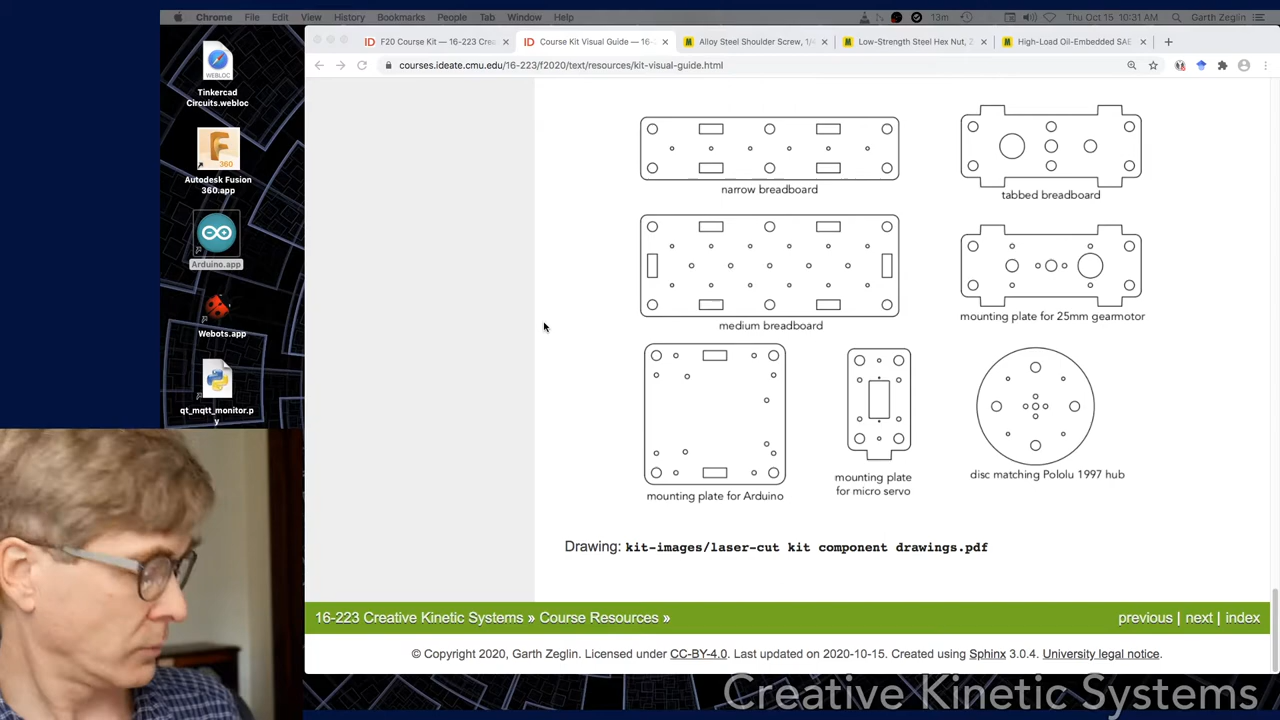 Chrome File Edit View History Bookmarks People Tab Window Help 13m Thu Oct 15 10:31 AM Garth Zeglin
F20 Course Kit — 16-223 Crea
Course Kit Visual Guide — 16-
Alloy Steel Shoulder Screw, 1/4
Low-Strength Steel Hex Nut, 2
High-Load Oil-Embedded SAE
courses.ideate.cmu.edu/16-223/f2020/text/resources/kit-visual-guide.html
WEBLOC
Tinkercad
Circuits.webloc
360
Autodesk Fusion
360.app
Arduino.app
Webots.app
qt_mqtt_monitor.p
y
narrow breadboard
tabbed breadboard
medium breadboard
mounting plate for 25mm gearmotor
mounting plate for Arduino
mounting plate
for micro servo
disc matching Pololu 1997 hub
Drawing: kit-images/laser-cut kit component drawings.pdf
16-223 Creative Kinetic Systems » Course Resources »
previous | next | index
© Copyright 2020, Garth Zeglin. Licensed under CC-BY-4.0. Last updated on 2020-10-15. Created using Sphinx 3.0.4. University legal notice.
Creative Kinetic Systems